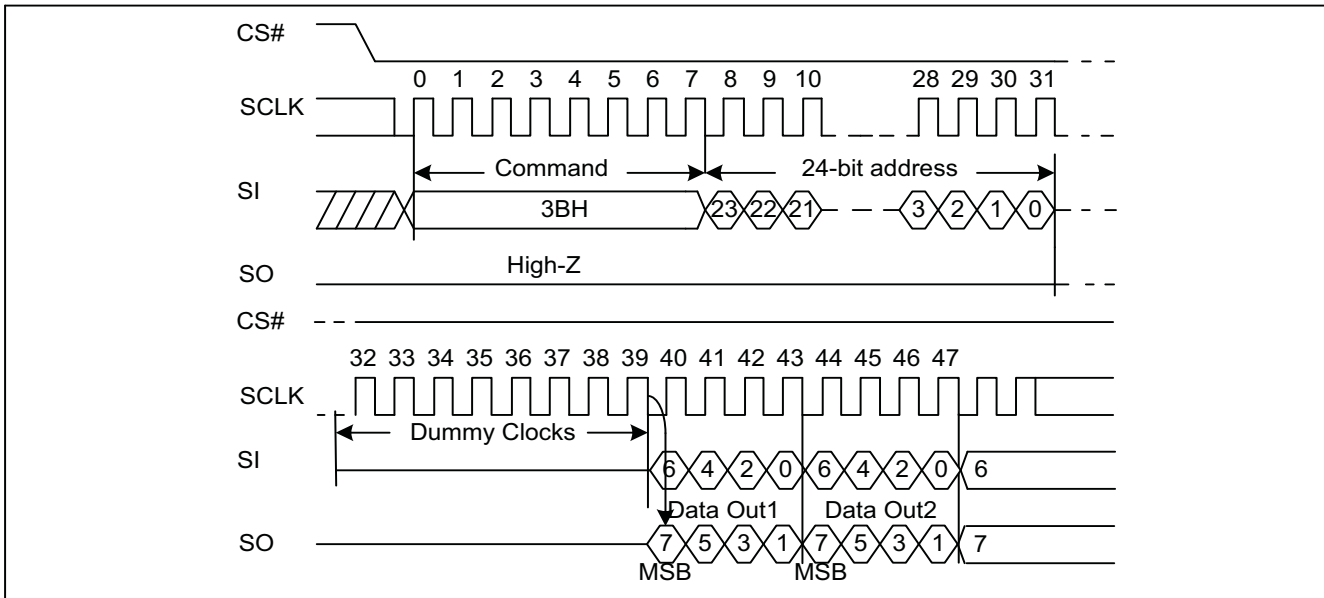 CS#
0 1 2 3 4 5 6 7 8 9 10 28 29 30 31
SCLK
Command 24-bit address
SI
3BH 23 22 21 3 2 1 0
High-Z
SO
CS#
32 33 34 35 36 37 38 39 40 41 42 43 44 45 46 47
SCLK
Dummy Clocks
SI
6 4 2 0 6 4 2 0 6
Data Out1 Data Out2
SO
7 5 3 1 7 5 3 1 7
MSB MSB